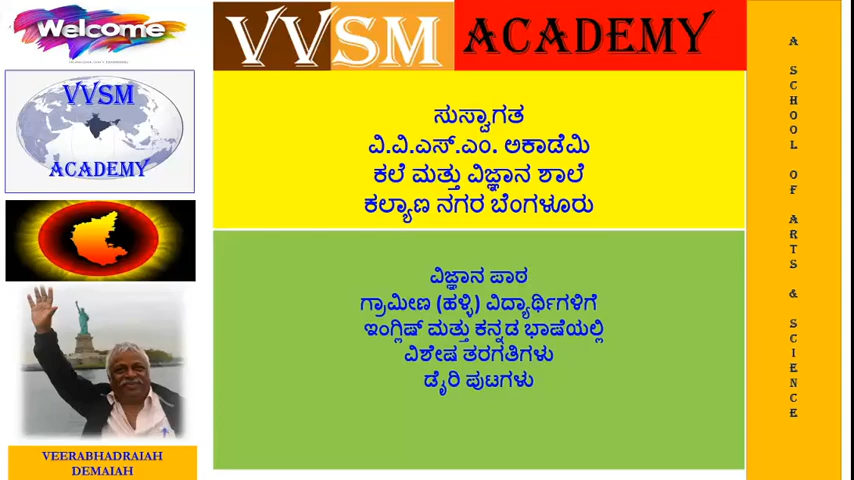 Welcome
VVSM
ACADEMY
VEERABHADRAIAH
DEMAIAH
VVSM ACADEMY
ಸುಸ್ವಾಗತ
ವಿ.ವಿ.ಎಸ್.ಎಂ. ಅಕಾಡೆಮಿ
ಕಲೆ ಮತ್ತು ವಿಜ್ಞಾನ ಶಾಲೆ
ಕಲ್ಯಾಣ ನಗರ ಬೆಂಗಳೂರು
ವಿಜ್ಞಾನ ಪಾಠ
ಗ್ರಾಮೀಣ (ಹಳ್ಳಿ) ವಿದ್ಯಾರ್ಥಿಗಳಿಗೆ
ಇಂಗ್ಲಿಷ್ ಮತ್ತು ಕನ್ನಡ ಭಾಷೆಯಲ್ಲಿ
ವಿಶೇಷ ತರಗತಿಗಳು
ಡೈರಿ ಪುಟಗಳು
A SCHOOL OF ARTS & SCIENCE